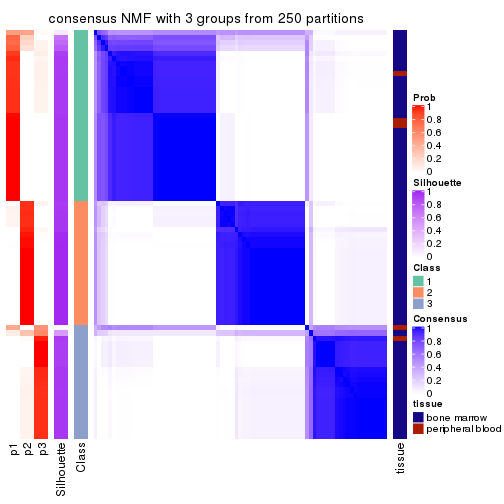 consensus NMF with 3 groups from 250 partitions
Prob
1
0.8
0.6
0.4
0.2
0
Silhouette
1
0.8
0.6
0.4
0.2
0
Class
1
2
3
Consensus
1
0.8
0.6
0.4
0.2
0
tissue
bone marrow
peripheral blood
p1
p2
p3
Silhouette
Class
tissue